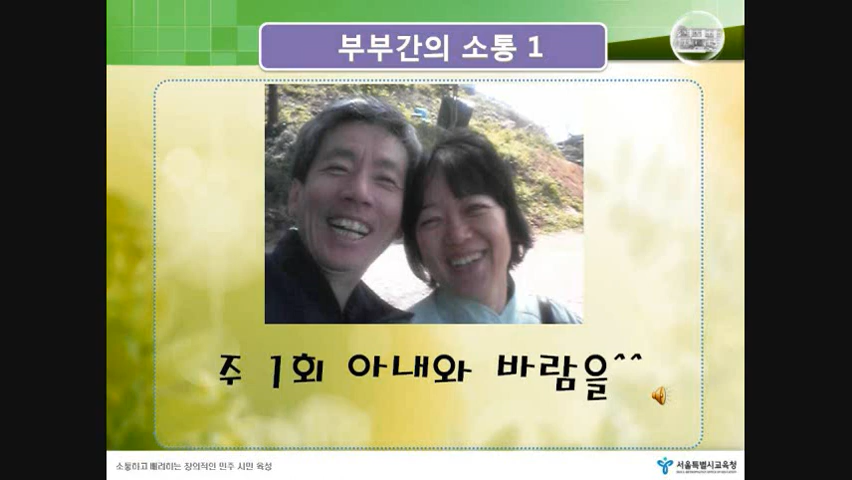 부부간의 소통 1
주 1회 아내와 바람을^^
소통하고 배려하는 창의적인 민주 시민 육성
서울특별시교육청